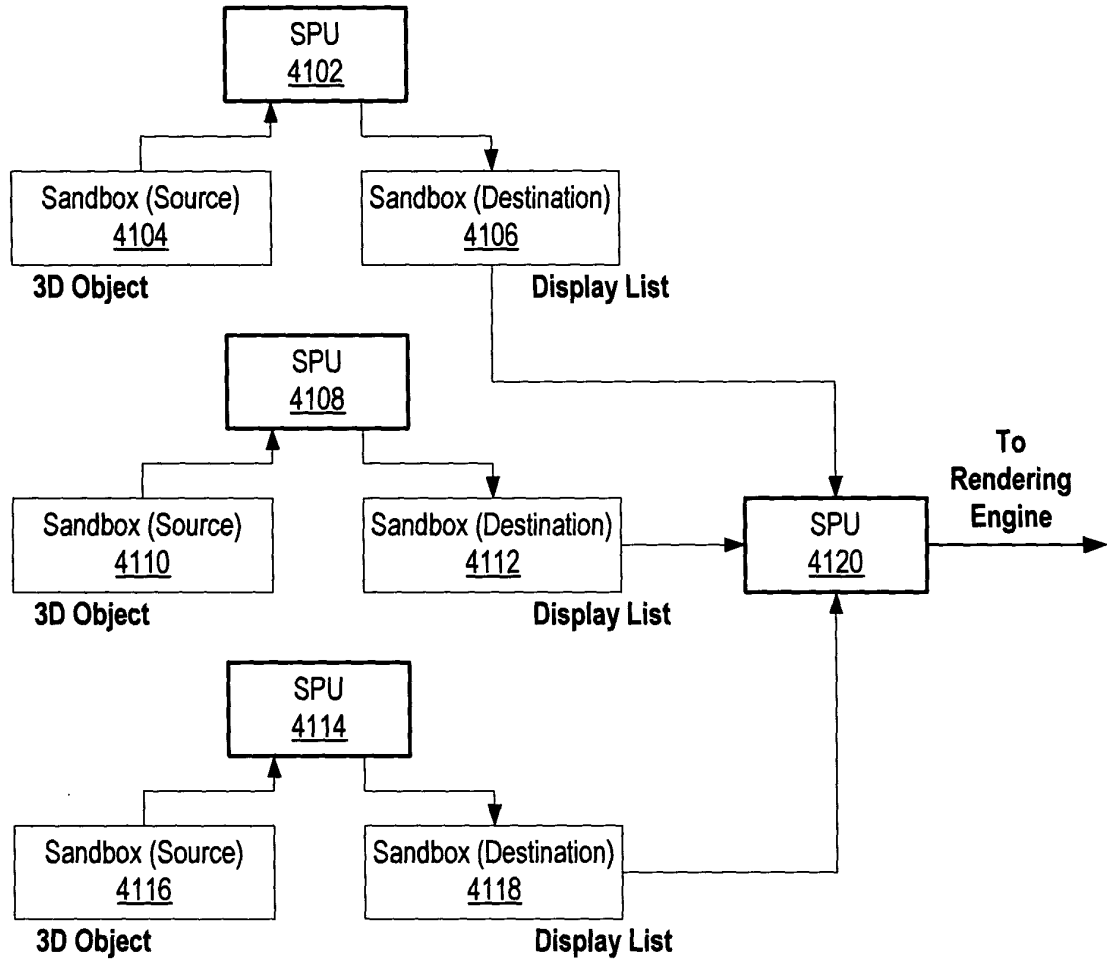 SPU
4102
Sandbox (Source)
4104
3D Object
Sandbox (Destination)
4106
Display List
SPU
4108
Sandbox (Source)
4110
3D Object
Sandbox (Destination)
4112
Display List
SPU
4114
Sandbox (Source)
4116
3D Object
Sandbox (Destination)
4118
Display List
SPU
4120
To
Rendering
Engine